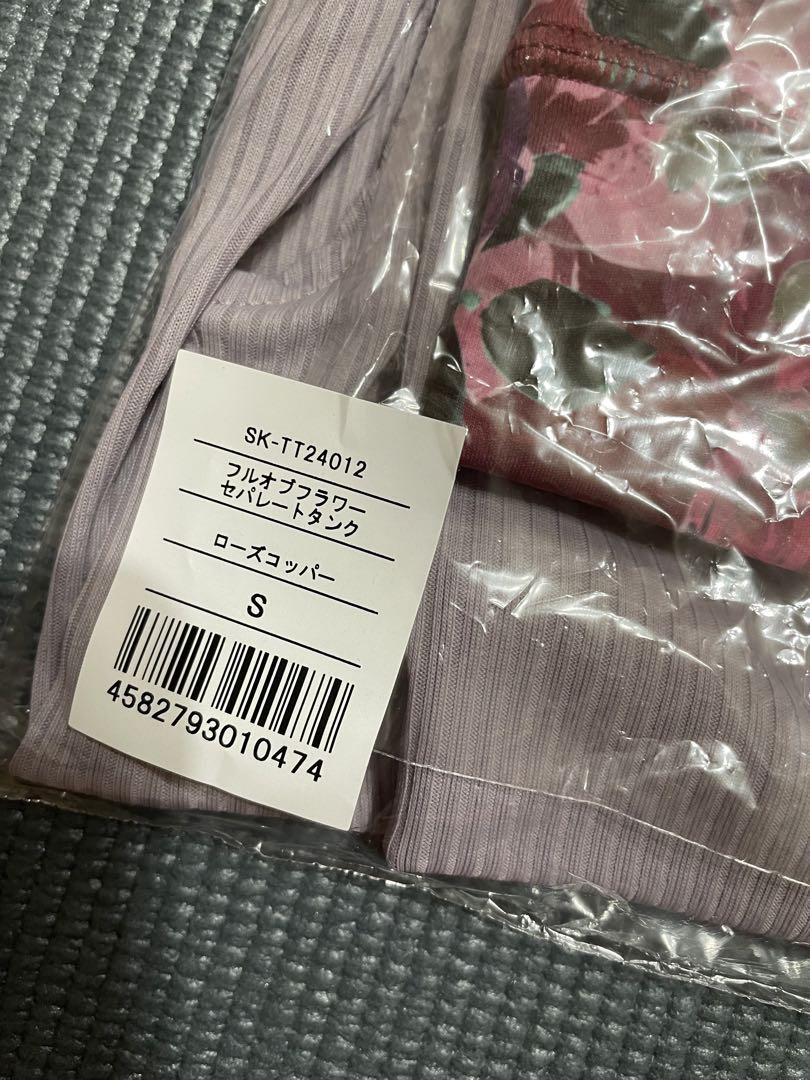 SK-TT24012
フルオブフラワー
セパレートタンク
ローズコッパー
S
4582793010474